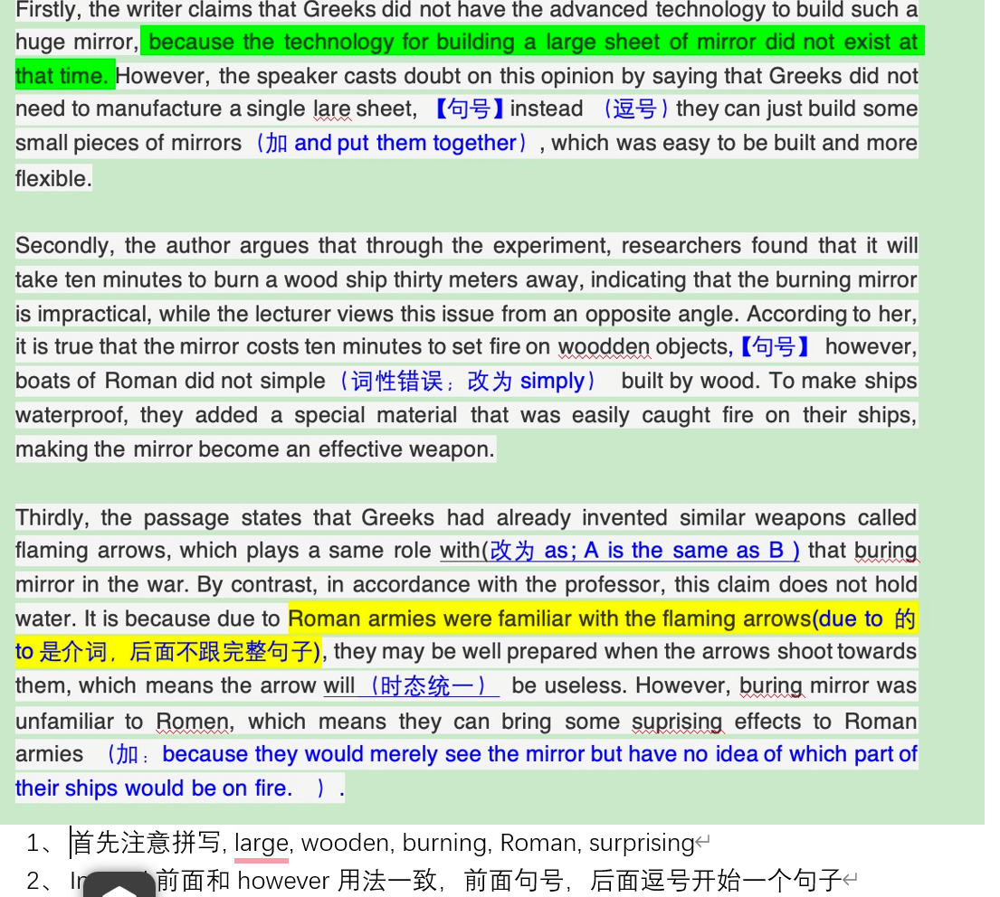 Firstly, the writer claims that Greeks did not have the advanced technology to build such a
huge mirror, because the technology for building a large sheet of mirror did not exist at
that time. However, the speaker casts doubt on this opinion by saying that Greeks did not
need to manufacture a single lare sheet, 【句号】instead （逗号）they can just build some
small pieces of mirrors （加 and put them together）, which was easy to be built and more
flexible.
Secondly, the author argues that through the experiment, researchers found that it will
take ten minutes to burn a wood ship thirty meters away, indicating that the burning mirror
is impractical, while the lecturer views this issue from an opposite angle. According to her,
it is true that the mirror costs ten minutes to set fire on woodden objects,【句号】 however,
boats of Roman did not simple （词性错误；改为 simply） built by wood. To make ships
waterproof, they added a special material that was easily caught fire on their ships,
making the mirror become an effective weapon.
Thirdly, the passage states that Greeks had already invented similar weapons called
flaming arrows, which plays a same role with(改为 as; A is the same as B ) that buring
mirror in the war. By contrast, in accordance with the professor, this claim does not hold
water. It is because due to Roman armies were familiar with the flaming arrows(due to 的
to 是介词，后面不跟完整句子), they may be well prepared when the arrows shoot towards
them, which means the arrow will （时态统一） be useless. However, buring mirror was
unfamiliar to Romen, which means they can bring some suprising effects to Roman
armies （加：because they would merely see the mirror but have no idea of which part of
their ships would be on fire. ）.
1、首先注意拼写, large, wooden, burning, Roman, surprising↵
2、前面和 however 用法一致，前面句号，后面逗号开始一个句子↵